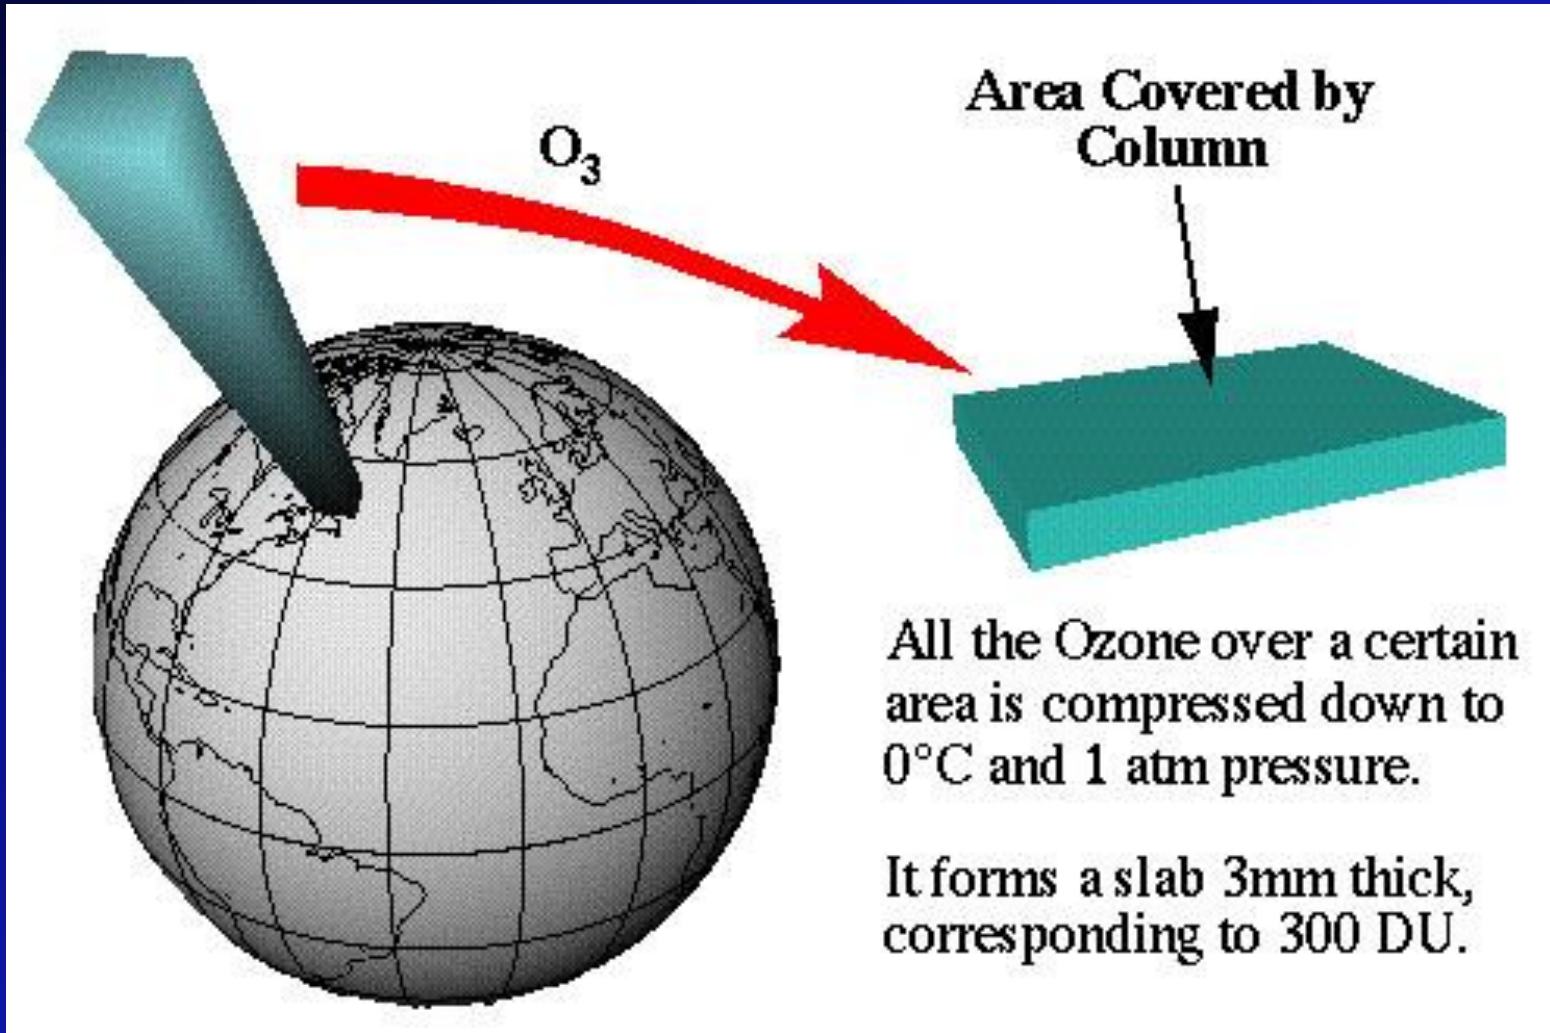 O₃
Area Covered by
Column
All the Ozone over a certain
area is compressed down to
0°C and 1 atm pressure.
It forms a slab 3mm thick,
corresponding to 300 DU.